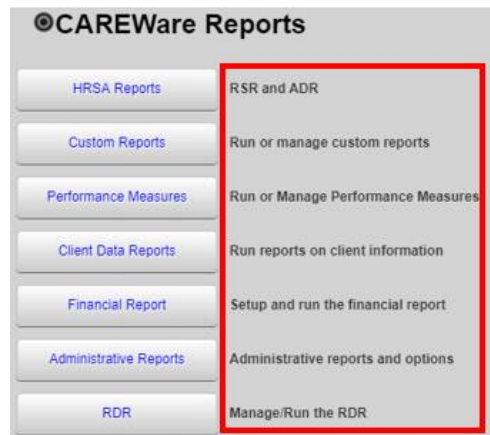 CAREWare Reports
HRSA Reports RSR and ADR
Custom Reports Run or manage custom reports
Performance Measures Run or Manage Performance Measures
Client Data Reports Run reports on client information
Financial Report Setup and run the financial report
Administrative Reports Administrative reports and options
RDR Manage/Run the RDR